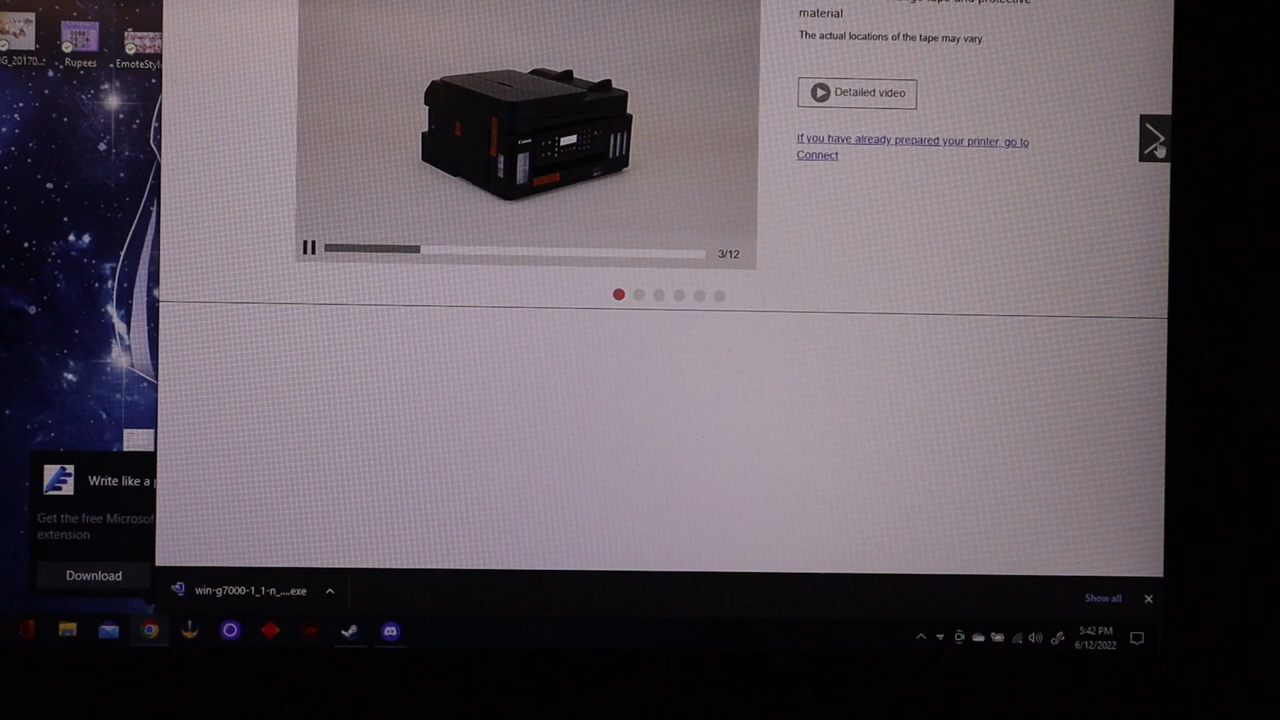 material
The actual locations of the tape may vary.
Detailed video
If you have already prepared your printer, go to
Connect
3/12
Rupees
Write like a
Get the free Microsof
extension
Download
win-g7000-1_1-n_....exe
Show all
5:42 PM
6/12/2022